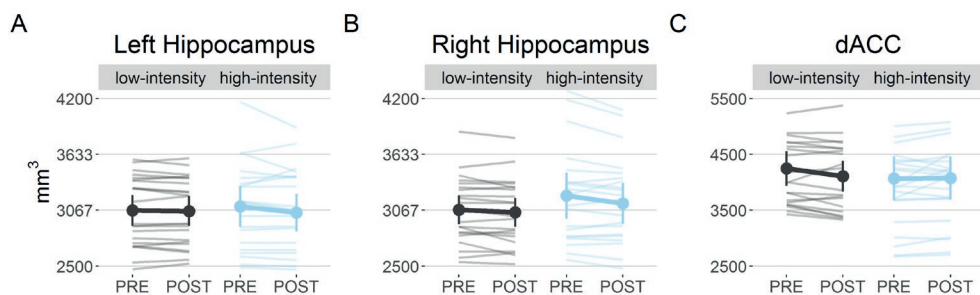 A
Left Hippocampus
low-intensity high-intensity
mm³
4200
3633
3067
2500
PRE POST PRE POST
B
Right Hippocampus
low-intensity high-intensity
4200
3633
3067
2500
PRE POST PRE POST
C
dACC
low-intensity high-intensity
5500
4500
3500
2500
PRE POST PRE POST